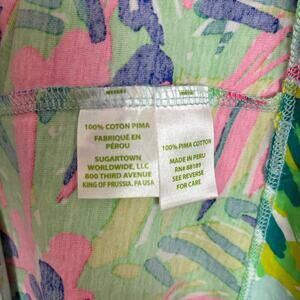 100% COTON PIMA
FABRIQUÉ EN
PÉROU
SUGARTOWN
WORLDWIDE, LLC
800 THIRD AVENUE
KING OF PRUSSIA, PA USA
100% PIMA COTTON
MADE IN PERU
RN# 68189
SEE REVERSE
FOR CARE